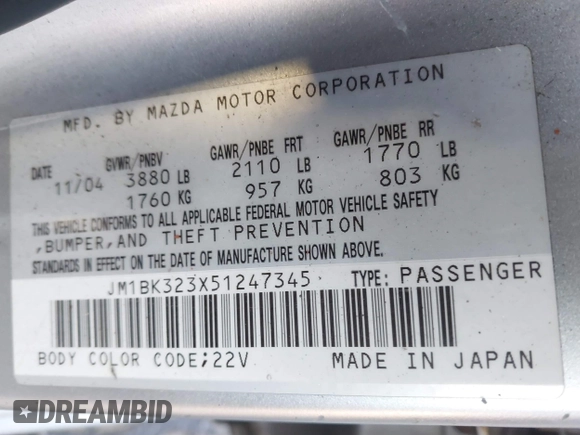 MFD. BY MAZDA MOTOR CORPORATION
DATE GVWR/PNBV GAWR/PNBE FRT GAWR/PNBE RR
11/04 3880 LB 2110 LB 1770 LB
1760 KG 957 KG 803 KG
THIS VEHICLE CONFORMS TO ALL APPLICABLE FEDERAL MOTOR VEHICLE SAFETY
,BUMPER,AND THEFT PREVENTION
STANDARDS IN EFFECT ON THE DATE OF MANUFACTURE SHOWN ABOVE.
JM1BK323X51247345 TYPE: PASSENGER
BODY COLOR CODE;22V MADE IN JAPAN
DREAMBID